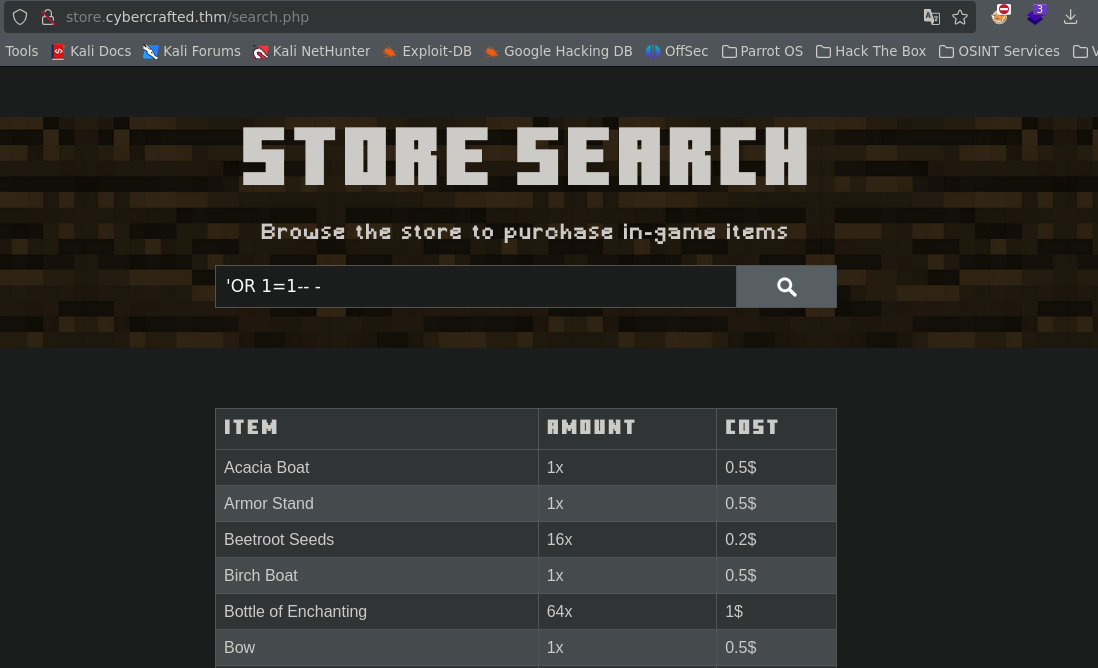 store.cybercrafted.thm/search.php
3
Tools Kali Docs Kali Forums Kali NetHunter Exploit-DB Google Hacking DB OffSec Parrot OS Hack The Box OSINT Services V
STORE SEARCH
Browse the store to purchase in-game items
'OR 1=1-- -
ITEM AMOUNT COST
Acacia Boat 1x 0.5$
Armor Stand 1x 0.5$
Beetroot Seeds 16x 0.2$
Birch Boat 1x 0.5$
Bottle of Enchanting 64x 1$
Bow 1x 0.5$